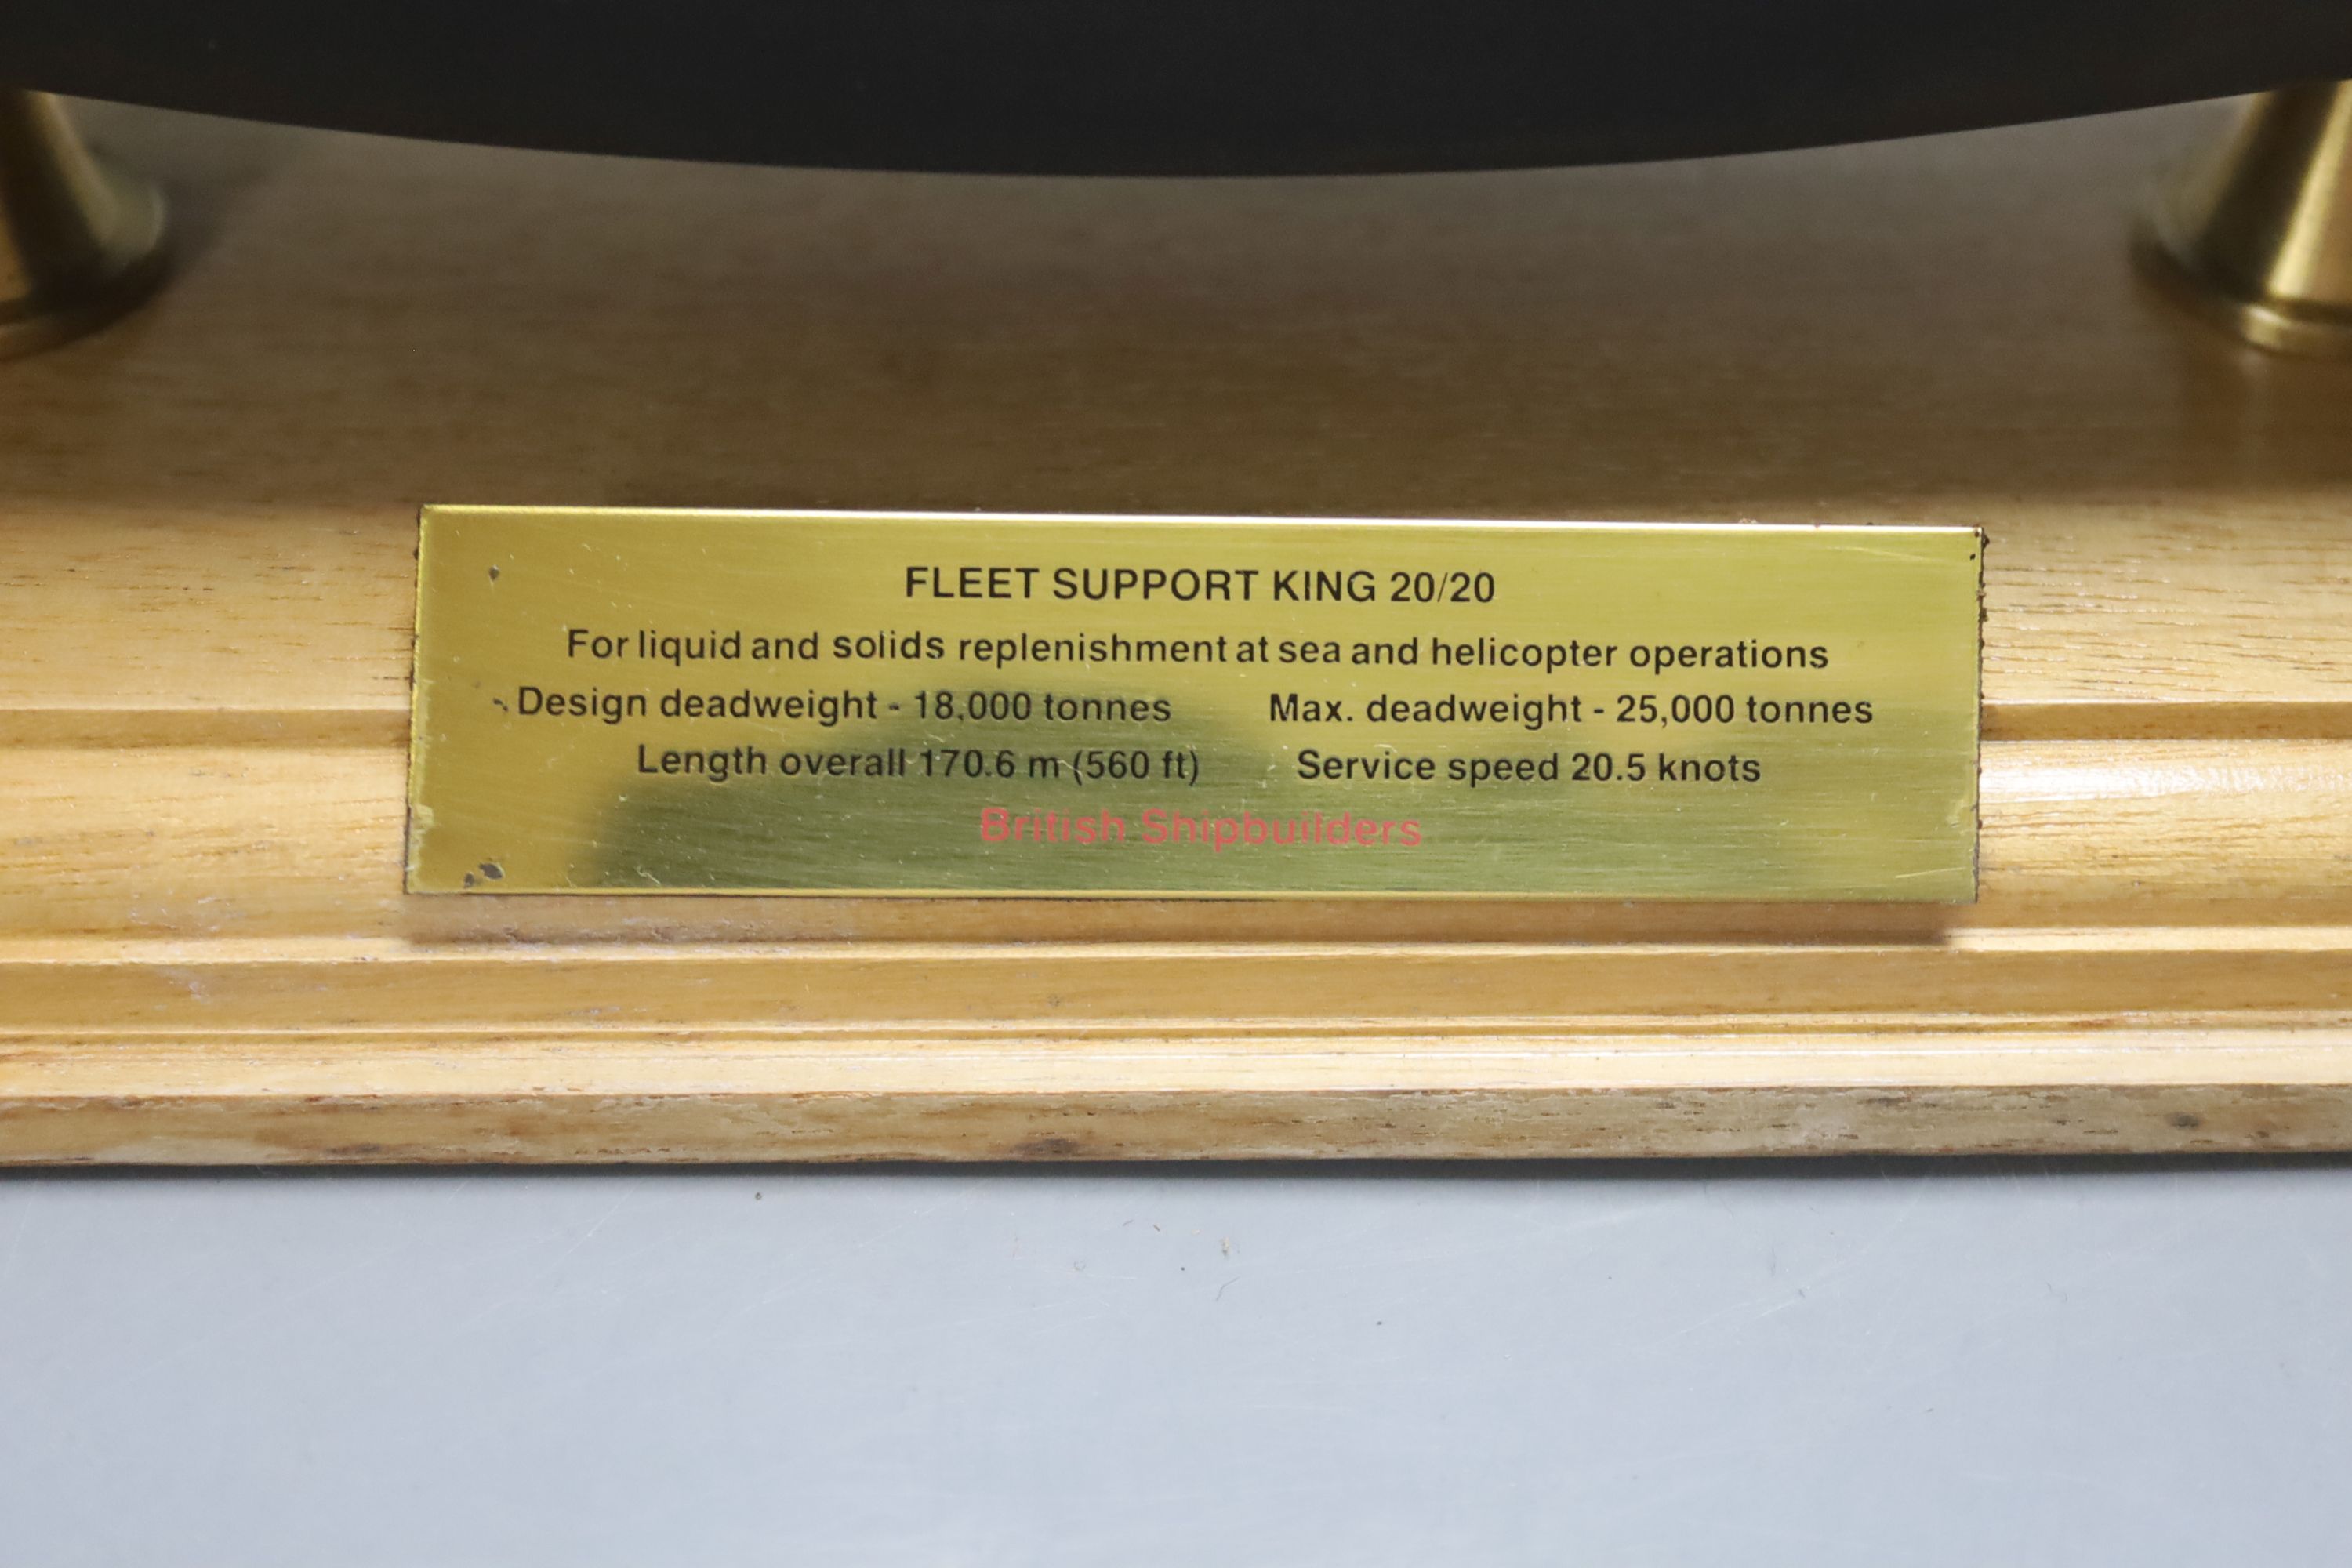 FLEET SUPPORT KING 20/20
For liquid and solids replenishment at sea and helicopter operations
Design deadweight - 18,000 tonnes Max. deadweight - 25,000 tonnes
Length overall 170.6 m (560 ft) Service speed 20.5 knots
British Shipbuilders